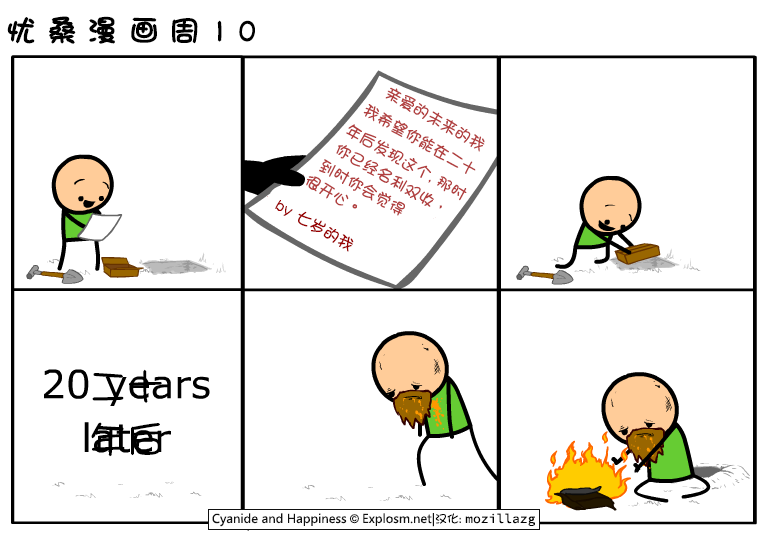 忧桑漫画周10
亲爱的未来的我
我希望你能在二十
年后发现这个，那时
你已经名利双收，
到时你会觉得
很开心。
by 七岁的我
20 years
later
二十
年后
Cyanide and Happiness © Explosm.net|汉化: mozillazg